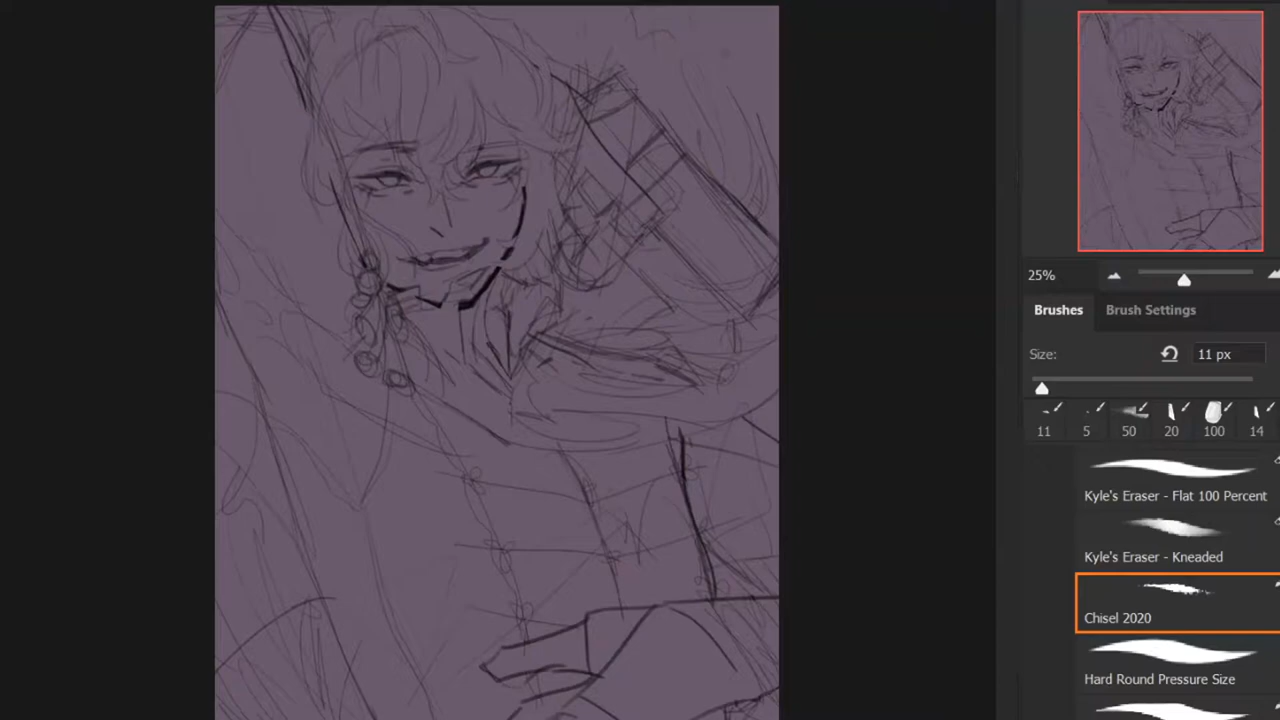 25%
Brushes Brush Settings
Size: 11 px
11 5 50 20 100 14
Kyle's Eraser - Flat 100 Percent
Kyle's Eraser - Kneaded
Chisel 2020
Hard Round Pressure Size